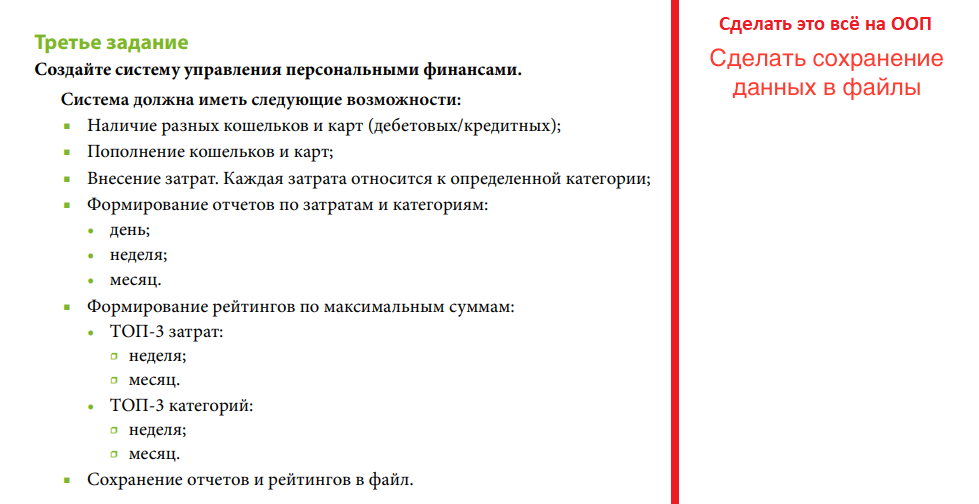 Третье задание
Создайте систему управления персональными финансами.
Система должна иметь следующие возможности:
Наличие разных кошельков и карт (дебетовых/кредитных);
Пополнение кошельков и карт;
Внесение затрат. Каждая затрата относится к определенной категории;
Формирование отчетов по затратам и категориям:
день;
неделя;
месяц.
Формирование рейтингов по максимальным суммам:
ТОП-3 затрат:
неделя;
месяц.
ТОП-3 категорий:
неделя;
месяц.
Сохранение отчетов и рейтингов в файл.
Сделать это всё на ООП
Сделать сохранение
данных в файлы